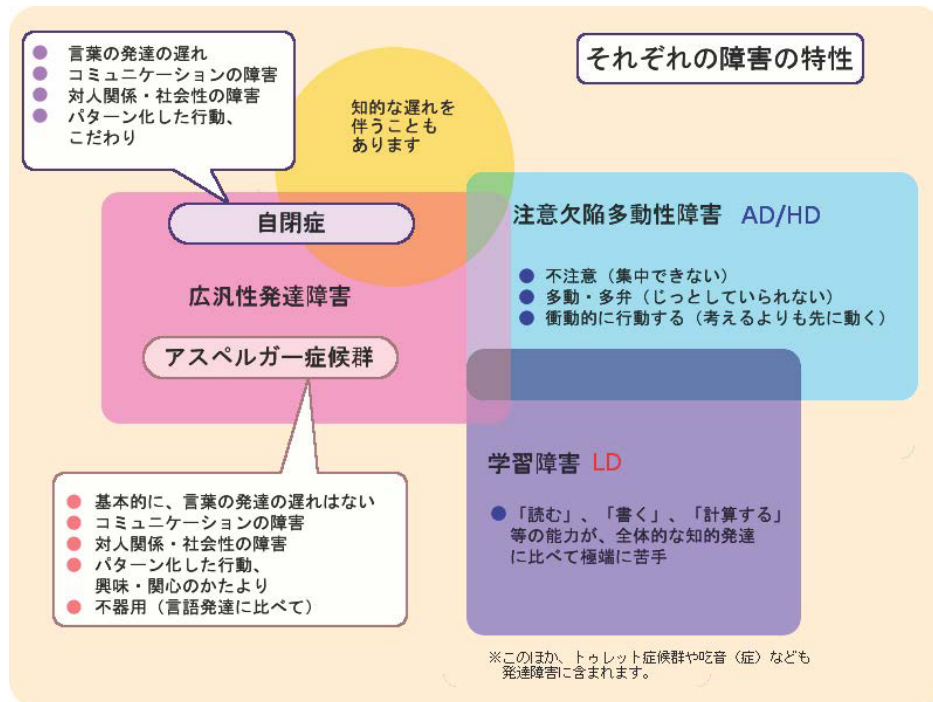 それぞれの障害の特性
● 言葉の発達の遅れ
● コミュニケーションの障害
● 対人関係・社会性の障害
● パターン化した行動、
こだわり
知的な遅れを
伴うことも
あります
自閉症
広汎性発達障害
アスペルガー症候群
● 基本的に、言葉の発達の遅れはない
● コミュニケーションの障害
● 対人関係・社会性の障害
● パターン化した行動、
興味・関心のかたより
● 不器用（言語発達に比べて）
注意欠陥多動性障害 AD/HD
● 不注意（集中できない）
● 多動・多弁（じっとしていられない）
● 衝動的に行動する（考えるよりも先に動く）
学習障害 LD
● 「読む」、「書く」、「計算する」
等の能力が、全体的な知的発達
に比べて極端に苦手
※このほか、トゥレット症候群や吃音（症）なども
発達障害に含まれます。